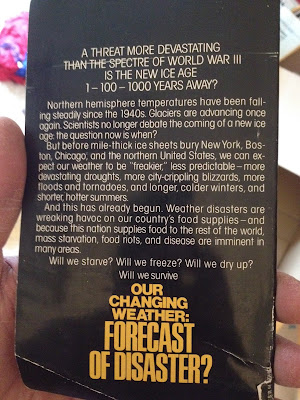 A THREAT MORE DEVASTATING
THAN THE SPECTRE OF WORLD WAR III
IS THE NEW ICE AGE
1 – 100 – 1000 YEARS AWAY?
Northern hemisphere temperatures have been fall-
ing steadily since the 1940s. Glaciers are advancing once
again. Scientists no longer debate the coming of a new ice
age: the question now is when?
But before mile-thick ice sheets bury New York, Bos-
ton, Chicago, and the northern United States, we can ex-
pect our weather to be "freakier," less predictable – more
devastating droughts, more city-crippling blizzards, more
floods and tornadoes, and longer, colder winters, and
shorter, hotter summers.
And this has already begun. Weather disasters are
wreaking havoc on our country's food supplies – and
because this nation supplies food to the rest of the world,
mass starvation, food riots, and disease are imminent in
many areas.
Will we starve? Will we freeze? Will we dry up?
Will we survive
OUR
CHANGING
WEATHER:
FORECAST
OF DISASTER?